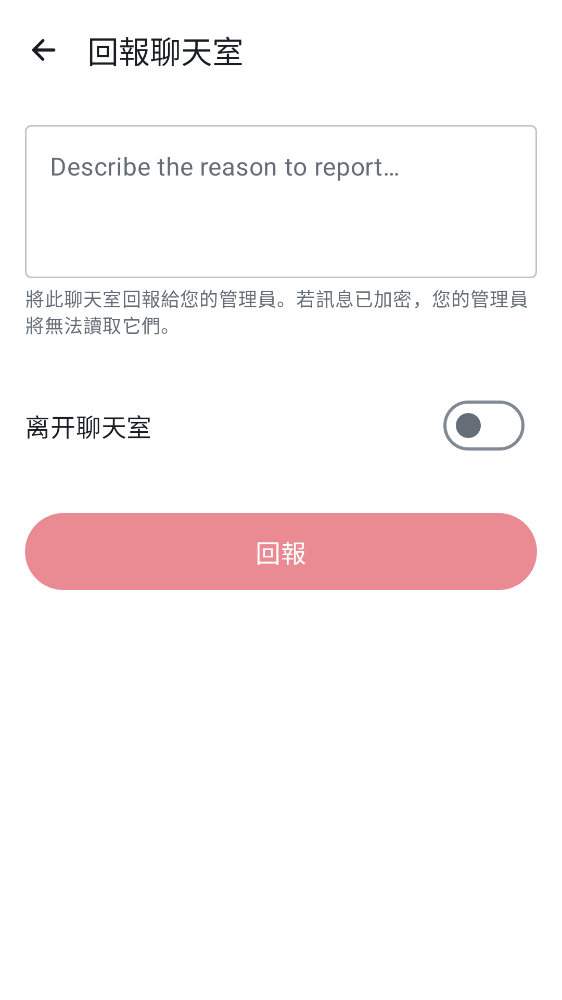 回報聊天室
Describe the reason to report…
將此聊天室回報給您的管理員。若訊息已加密，您的管理員
將無法讀取它們。
离开聊天室
回報